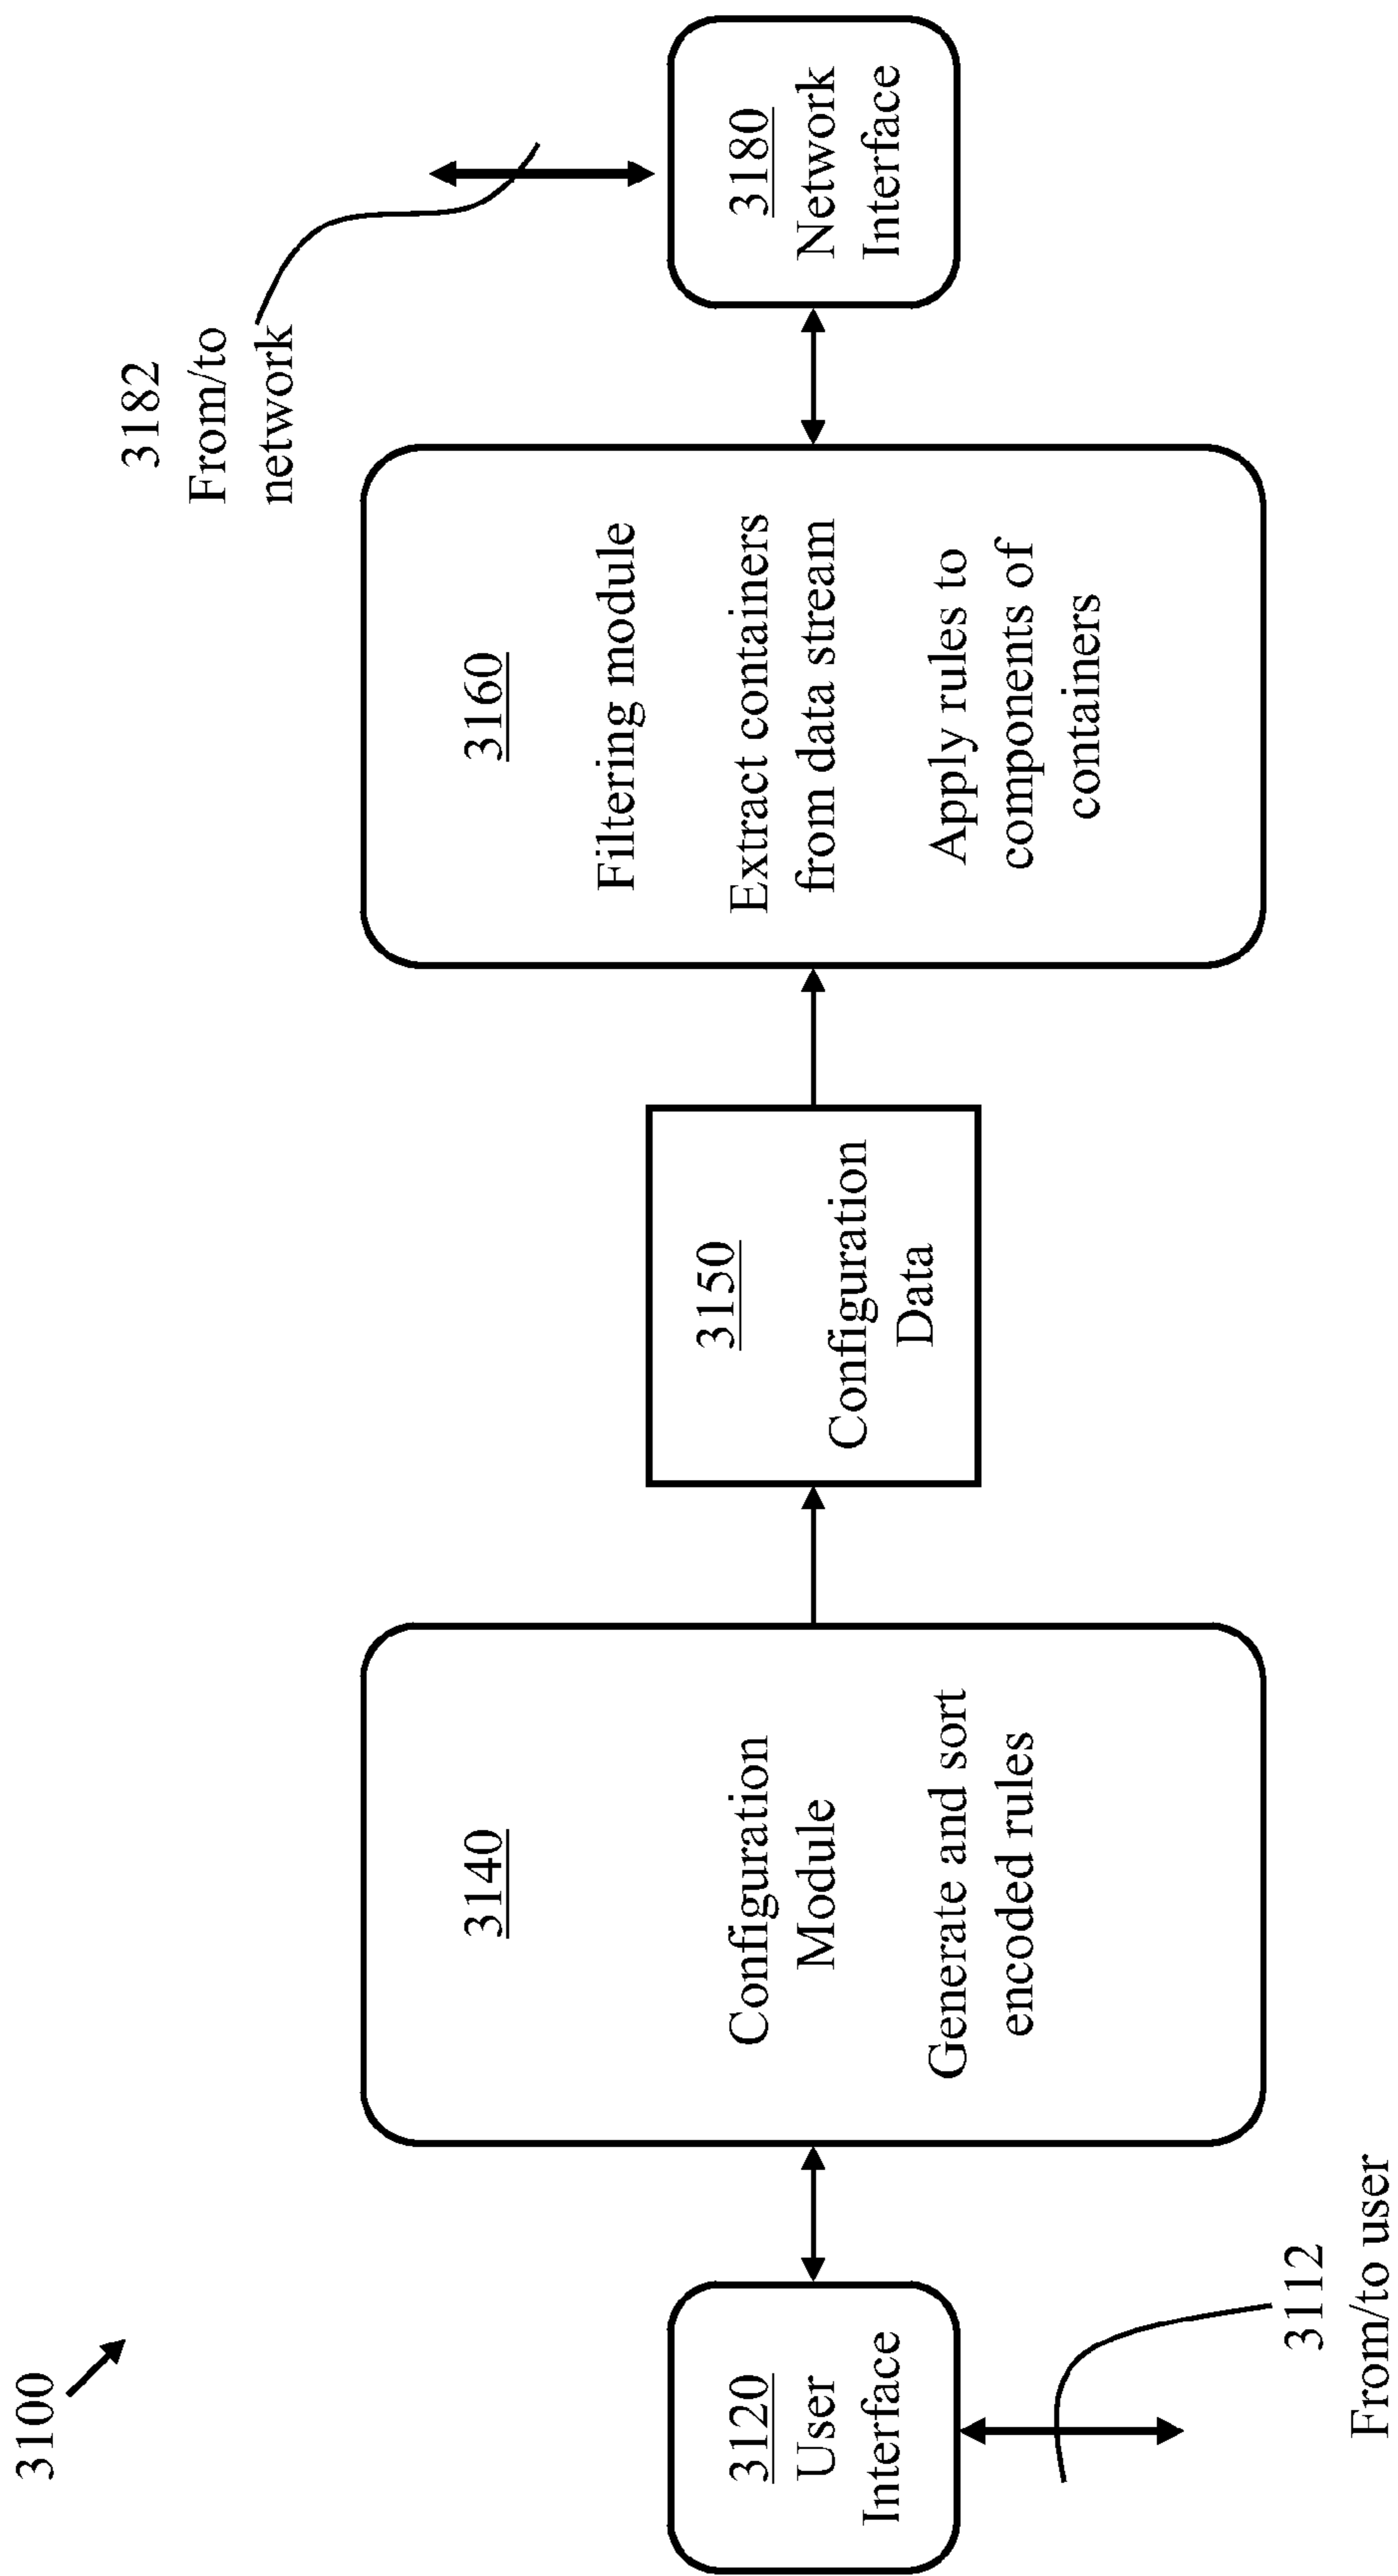 3100
3182
From/to
network
3120
User
Interface
3140
Configuration
Module
Generate and sort
encoded rules
3150
Configuration
Data
3160
Filtering module
Extract containers
from data stream
Apply rules to
components of
containers
3180
Network
Interface
3112
From/to user